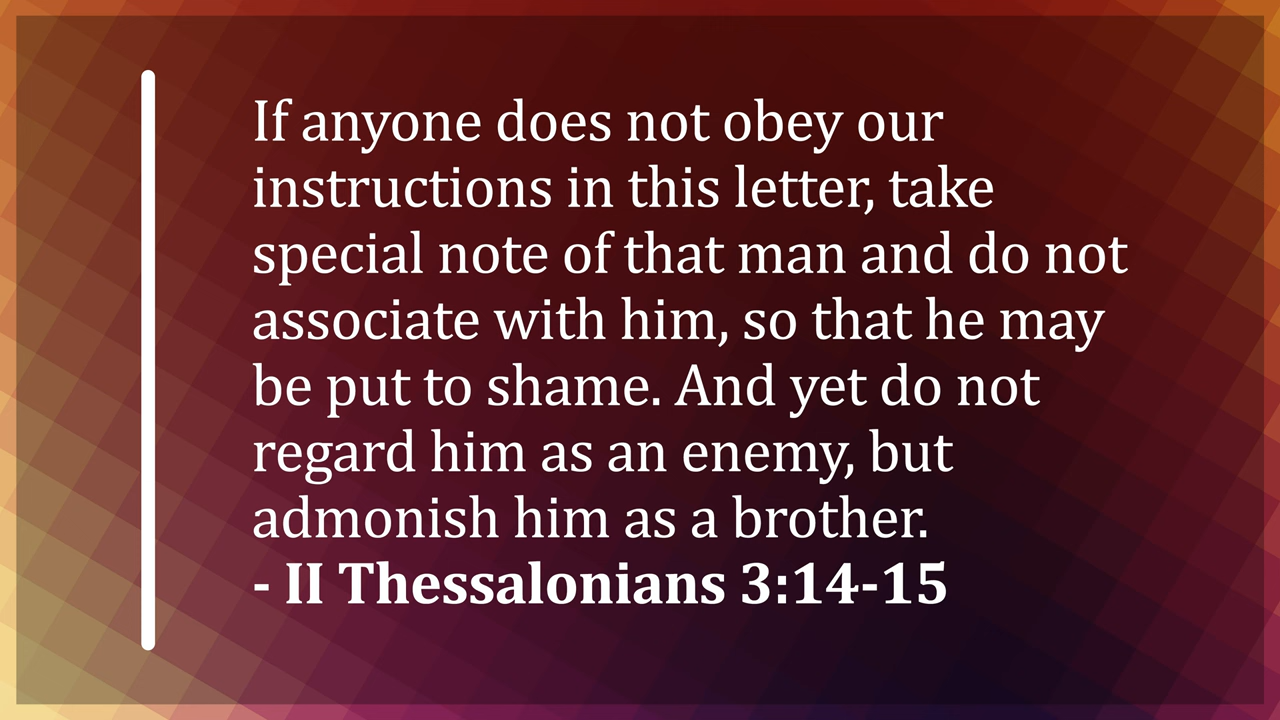 If anyone does not obey our
instructions in this letter, take
special note of that man and do not
associate with him, so that he may
be put to shame. And yet do not
regard him as an enemy, but
admonish him as a brother.
- II Thessalonians 3:14-15